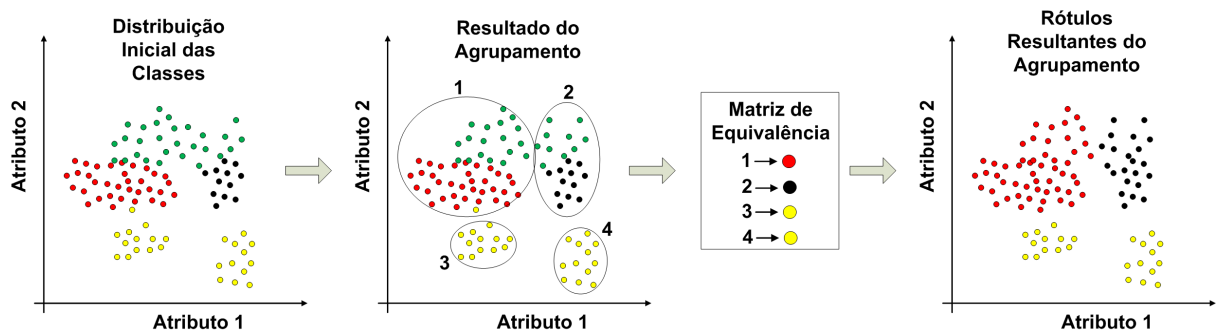 Distribuição
Inicial das
Classes
Atributo 2
Atributo 1
Resultado do
Agrupamento
1
2
3
4
Atributo 2
Atributo 1
Matriz de
Equivalência
1
2
3
4
Rótulos
Resultantes do
Agrupamento
Atributo 2
Atributo 1